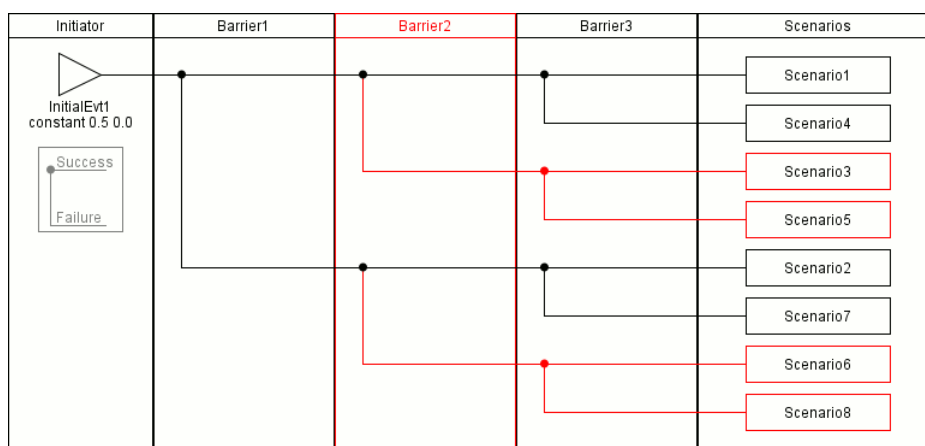 Initiator
Barrier1
Barrier2
Barrier3
Scenarios
InitialEvt1
constant 0.5 0.0
Success
Failure
Scenario1
Scenario4
Scenario3
Scenario5
Scenario2
Scenario7
Scenario6
Scenario8